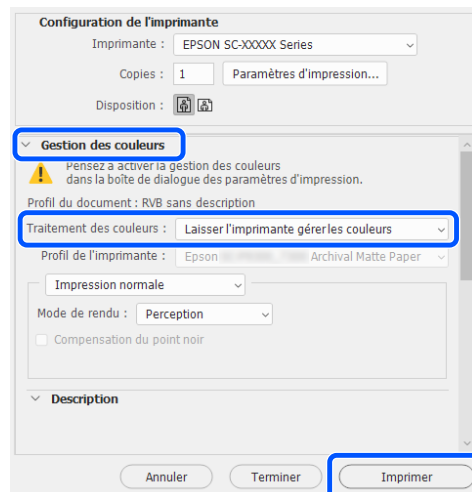 Configuration de l'imprimante
Imprimante : EPSON SC-XXXXX Series
Copies : 1 Paramètres d'impression...
Disposition :
Gestion des couleurs
Pensez à activer la gestion des couleurs
dans la boîte de dialogue des paramètres d'impression.
Profil du document : RVB sans description
Traitement des couleurs : Laisser l'imprimante gérer les couleurs
Profil de l'imprimante : Epson Archival Matte Paper
Impression normale
Mode de rendu : Perception
Compensation du point noir
Description
Annuler Terminer Imprimer